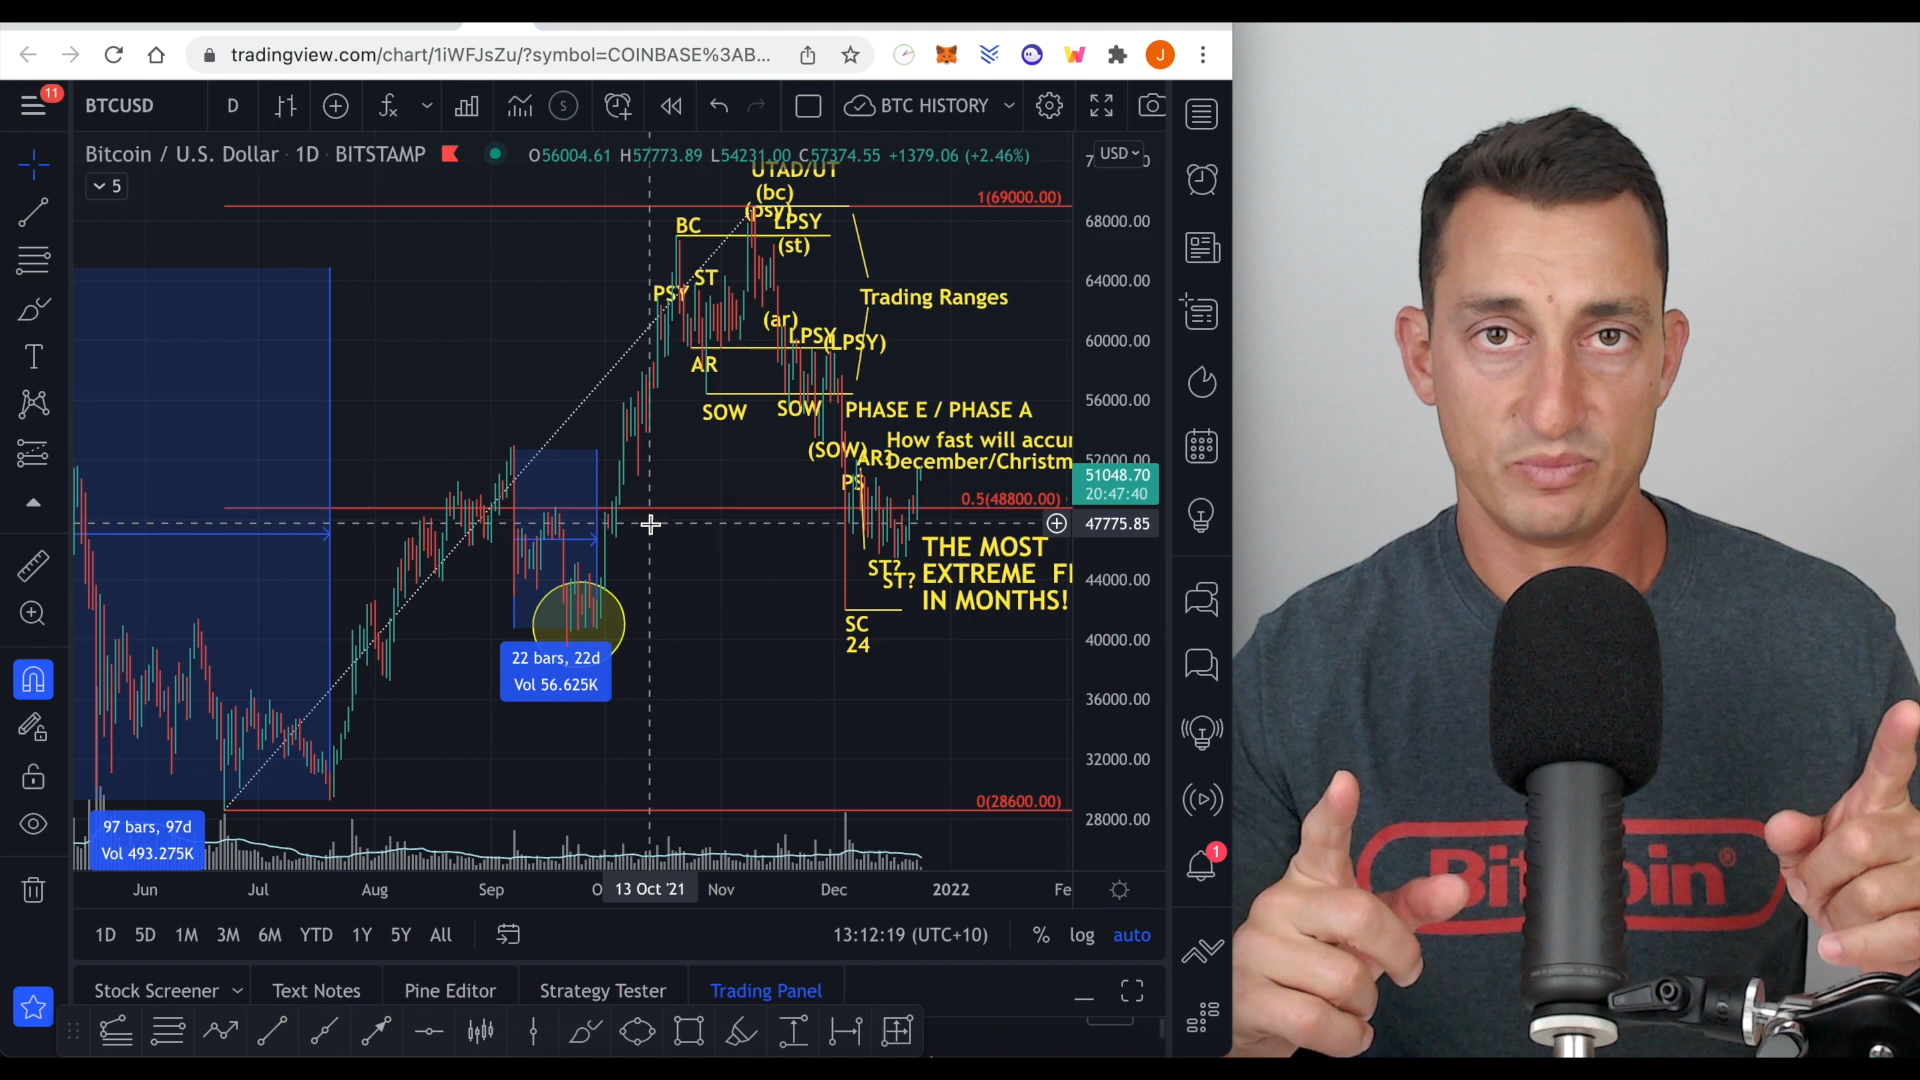 tradingview.com/chart/1iWFJsZu/?symbol=COINBASE%3AB...
J
11
BTCUSD
D
fx
S
BTC HISTORY
Bitcoin / U.S. Dollar · 1D · BITSTAMP
O56004.61 H57773.89 L54231.00 C57374.55 +1379.06 (+2.46%)
USD
5
UTAD/UT
(bc)
(psy)
1(69000.00)
68000.00
BC
LPSY
(st)
ST
64000.00
PSY
Trading Ranges
(ar)
60000.00
LPSY
(LPSY)
AR
56000.00
SOW
SOW
PHASE E / PHASE A
How fast will accu
(SOW)
AR?
December/Christm
52000.00
51048.70
20:47:40
PS
0.5(48800.00)
47775.85
THE MOST
EXTREME F
IN MONTHS!
ST?
ST?
44000.00
SC
24
40000.00
22 bars, 22d
Vol 56.625K
36000.00
32000.00
0(28600.00)
28000.00
97 bars, 97d
Vol 493.275K
Jun
Jul
Aug
Sep
13 Oct '21
Nov
Dec
2022
Fe
1D 5D 1M 3M 6M YTD 1Y 5Y All
13:12:19 (UTC+10)
% log auto
Stock Screener
Text Notes
Pine Editor
Strategy Tester
Trading Panel
1